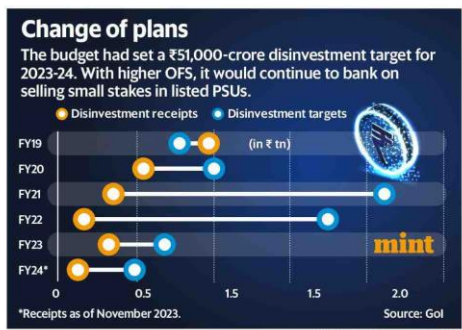 Change of plans
The budget had set a ₹51,000-crore disinvestment target for
2023-24. With higher OFS, it would continue to bank on
selling small stakes in listed PSUs.
Disinvestment receipts Disinvestment targets
FY19 (in ₹ tn)
FY20
FY21
FY22
FY23 mint
FY24*
0 0.5 1.5 1.5 2.0
*Receipts as of November 2023. Source: GoI